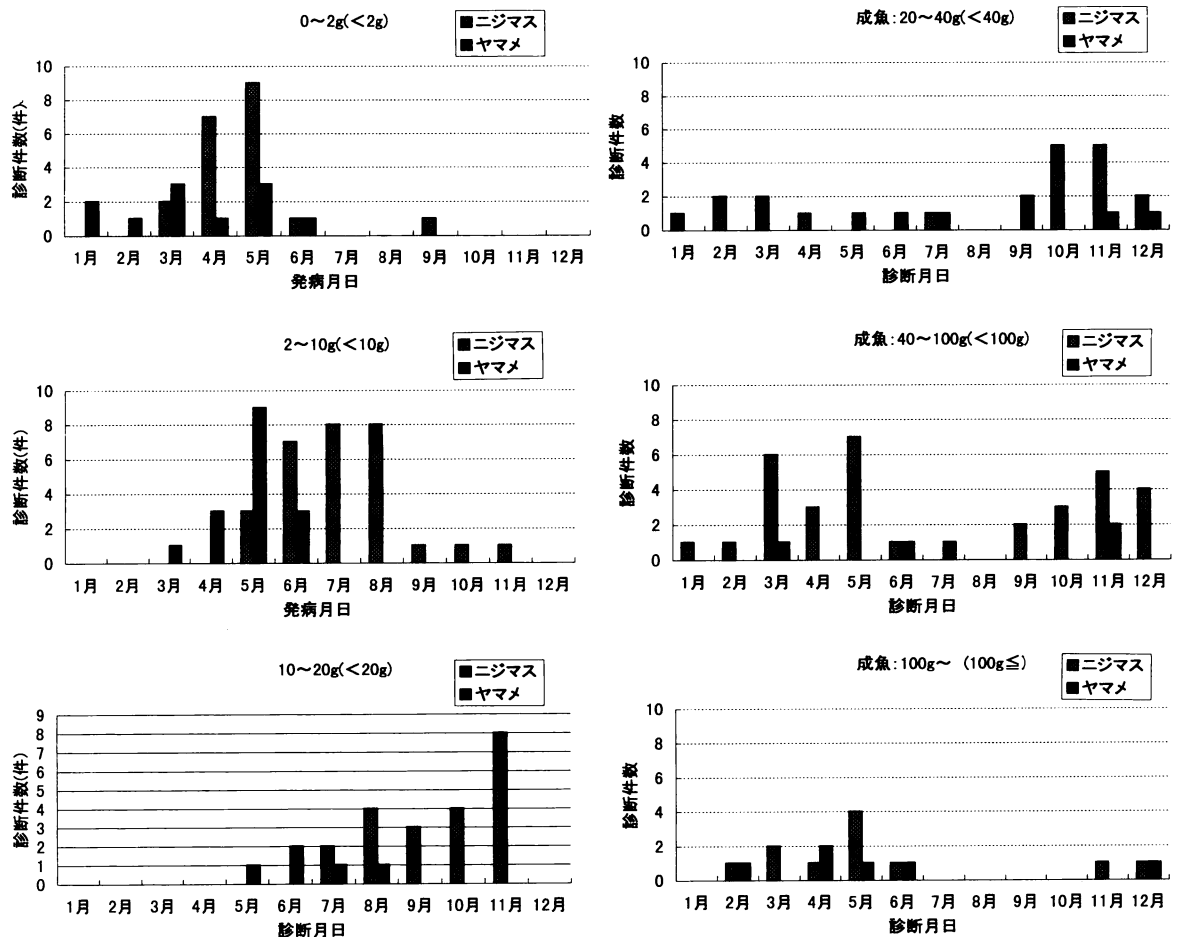 0～2g(<2g)
■ニジマス
■ヤマメ
診断件数(件)
10
8
6
4
2
0
1月 2月 3月 4月 5月 6月 7月 8月 9月 10月 11月 12月
発病月日
成魚:20～40g(<40g)
■ニジマス
■ヤマメ
診断件数
10
8
6
4
2
0
1月 2月 3月 4月 5月 6月 7月 8月 9月 10月 11月 12月
診断月日
2～10g(<10g)
■ニジマス
■ヤマメ
診断件数(件)
10
8
6
4
2
0
1月 2月 3月 4月 5月 6月 7月 8月 9月 10月 11月 12月
発病月日
成魚:40～100g(<100g)
■ニジマス
■ヤマメ
診断件数
10
8
6
4
2
0
1月 2月 3月 4月 5月 6月 7月 8月 9月 10月 11月 12月
診断月日
10～20g(<20g)
■ニジマス
■ヤマメ
診断件数(件)
9
8
7
6
5
4
3
2
1
0
1月 2月 3月 4月 5月 6月 7月 8月 9月 10月 11月 12月
診断月日
成魚:100g～ (100g≦)
■ニジマス
■ヤマメ
診断件数
10
8
6
4
2
0
1月 2月 3月 4月 5月 6月 7月 8月 9月 10月 11月 12月
診断月日